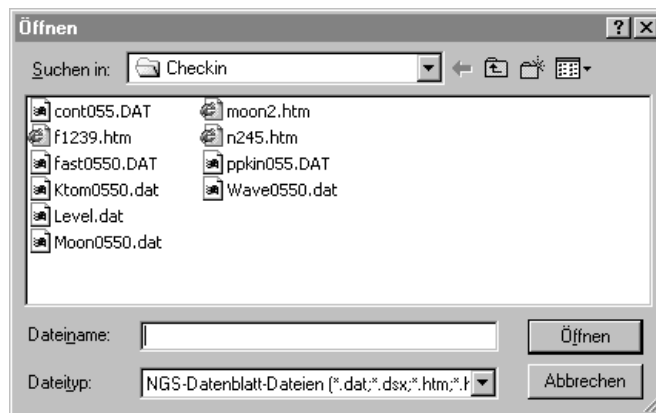 Öffnen
Suchen in: Checkin
cont055.DAT
f1239.htm
fast0550.DAT
Ktom0550.dat
Level.dat
Moon0550.dat
moon2.htm
n245.htm
ppkin055.DAT
Wave0550.dat
Dateiname: Öffnen
Dateityp: NGS-Datenblatt-Dateien (*.dat;*.dsx;*.htm;*.h Abbrechen